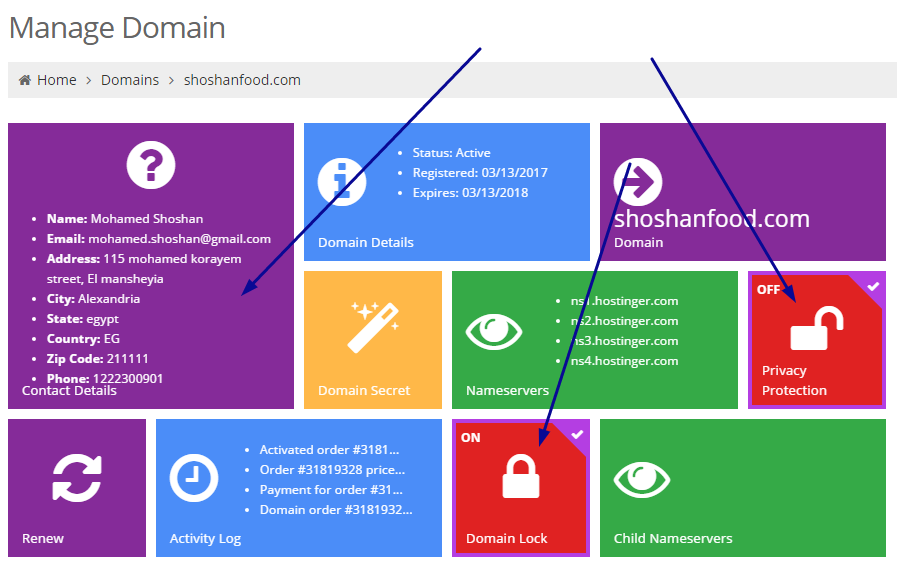 Manage Domain
Home > Domains > shoshanfood.com
Name: Mohamed Shoshan
Email: mohamed.shoshan@gmail.com
Address: 115 mohamed korayem
street, El mansheyia
City: Alexandria
State: egypt
Country: EG
Zip Code: 211111
Phone: 1222300901
Contact Details
Status: Active
Registered: 03/13/2017
Expires: 03/13/2018
Domain Details
shoshanfood.com
Domain
Domain Secret
ns1.hostinger.com
ns2.hostinger.com
ns3.hostinger.com
ns4.hostinger.com
Nameservers
OFF
Privacy
Protection
Renew
Activated order #3181...
Order #31819328 price...
Payment for order #31...
Domain order #3181932...
Activity Log
ON
Domain Lock
Child Nameservers